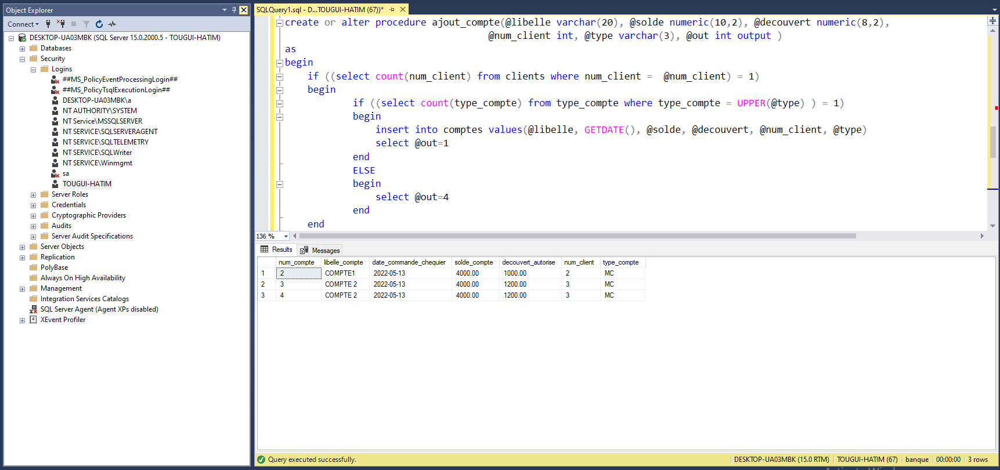 Object Explorer
Connect
DESKTOP-UA03MBK (SQL Server 15.0.2000.5 - TOUGUI-HATIM)
Databases
Security
Logins
##MS_PolicyEventProcessingLogin##
##MS_PolicyTsqlExecutionLogin##
DESKTOP-UA03MBK\a
NT AUTHORITY\SYSTEM
NT Service\MSSQLSERVER
NT SERVICE\SQLSERVERAGENT
NT SERVICE\SQLTELEMETRY
NT SERVICE\SQLWriter
NT SERVICE\Winmgmt
sa
TOUGUI-HATIM
Server Roles
Credentials
Cryptographic Providers
Audits
Server Audit Specifications
Server Objects
Replication
PolyBase
Always On High Availability
Management
Integration Services Catalogs
SQL Server Agent (Agent XPs disabled)
XEvent Profiler
SQLQuery1.sql - D...TOUGUI-HATIM (67))*
create or alter procedure ajout_compte(@libelle varchar(20), @solde numeric(10,2), @decouvert numeric(8,2),
@num_client int, @type varchar(3), @out int output )
as
begin
if ((select count(num_client) from clients where num_client =  @num_client) = 1)
begin
if ((select count(type_compte) from type_compte where type_compte = UPPER(@type) ) = 1)
begin
insert into comptes values(@libelle, GETDATE(), @solde, @decouvert, @num_client, @type)
select @out=1
end
ELSE
begin
select @out=4
end
end
136 %
Results Messages
num_compte libelle_compte date_commande_chequier solde_compte decouvert_autorise num_client type_compte
1 2 COMPTE1 2022-05-13 4000.00 1000.00 2 MC
2 3 COMPTE 2 2022-05-13 4000.00 1200.00 3 MC
3 4 COMPTE 2 2022-05-13 4000.00 1200.00 3 MC
Query executed successfully. DESKTOP-UA03MBK (15.0 RTM) TOUGUI-HATIM (67) banque 00:00:00 3 rows